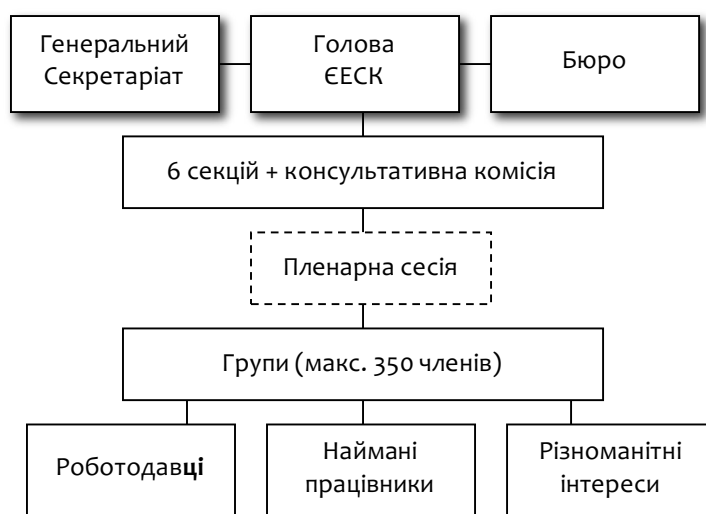 Генеральний
Секретаріат
Голова
ЄЕСК
Бюро
6 секцій + консультативна комісія
Пленарна сесія
Групи (макс. 350 членів)
Роботодавці
Наймані
працівники
Різноманітні
інтереси